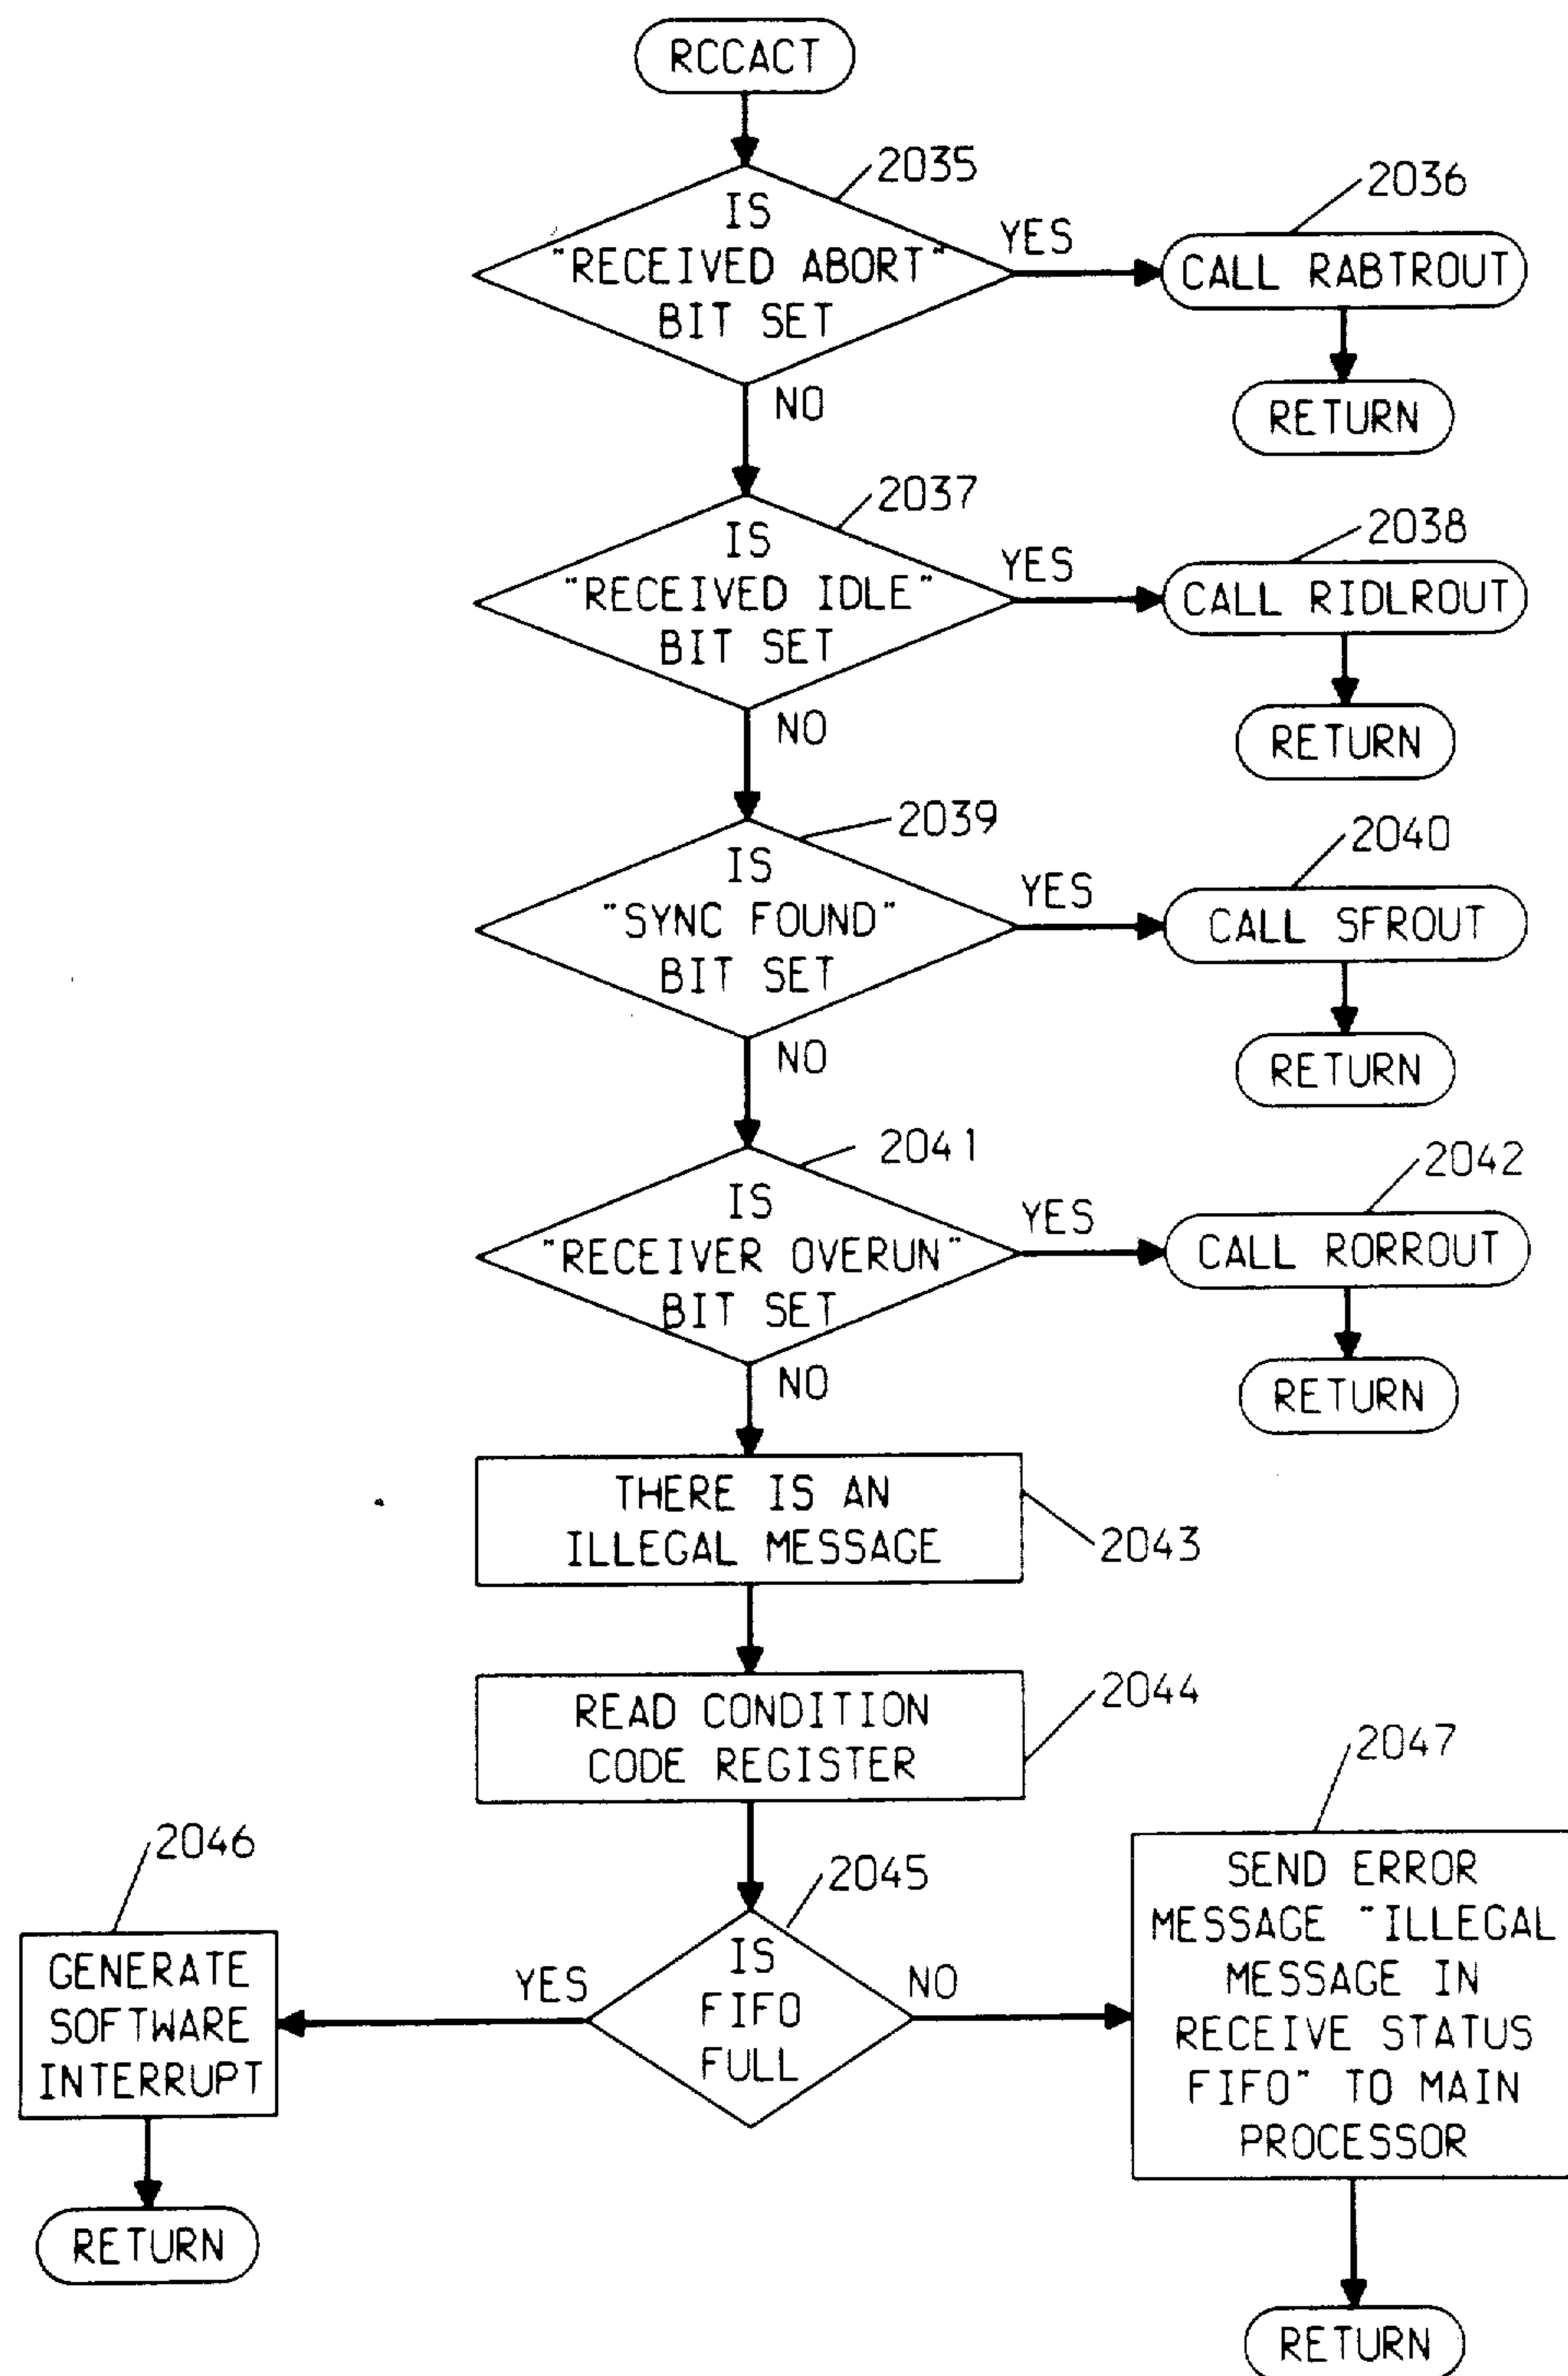 RCCACT
2035
IS
"RECEIVED ABORT"
BIT SET
YES
2036
CALL RABTROUT
RETURN
NO
2037
IS
"RECEIVED IDLE"
BIT SET
YES
2038
CALL RIDLROUT
RETURN
NO
2039
IS
"SYNC FOUND"
BIT SET
YES
2040
CALL SFROUT
RETURN
NO
2041
IS
"RECEIVER OVERUN"
BIT SET
YES
2042
CALL RORROUT
RETURN
NO
THERE IS AN
ILLEGAL MESSAGE
2043
READ CONDITION
CODE REGISTER
2044
2045
IS
FIFO
FULL
YES
2046
GENERATE
SOFTWARE
INTERRUPT
RETURN
NO
2047
SEND ERROR
MESSAGE "ILLEGAL
MESSAGE IN
RECEIVE STATUS
FIFO" TO MAIN
PROCESSOR
RETURN